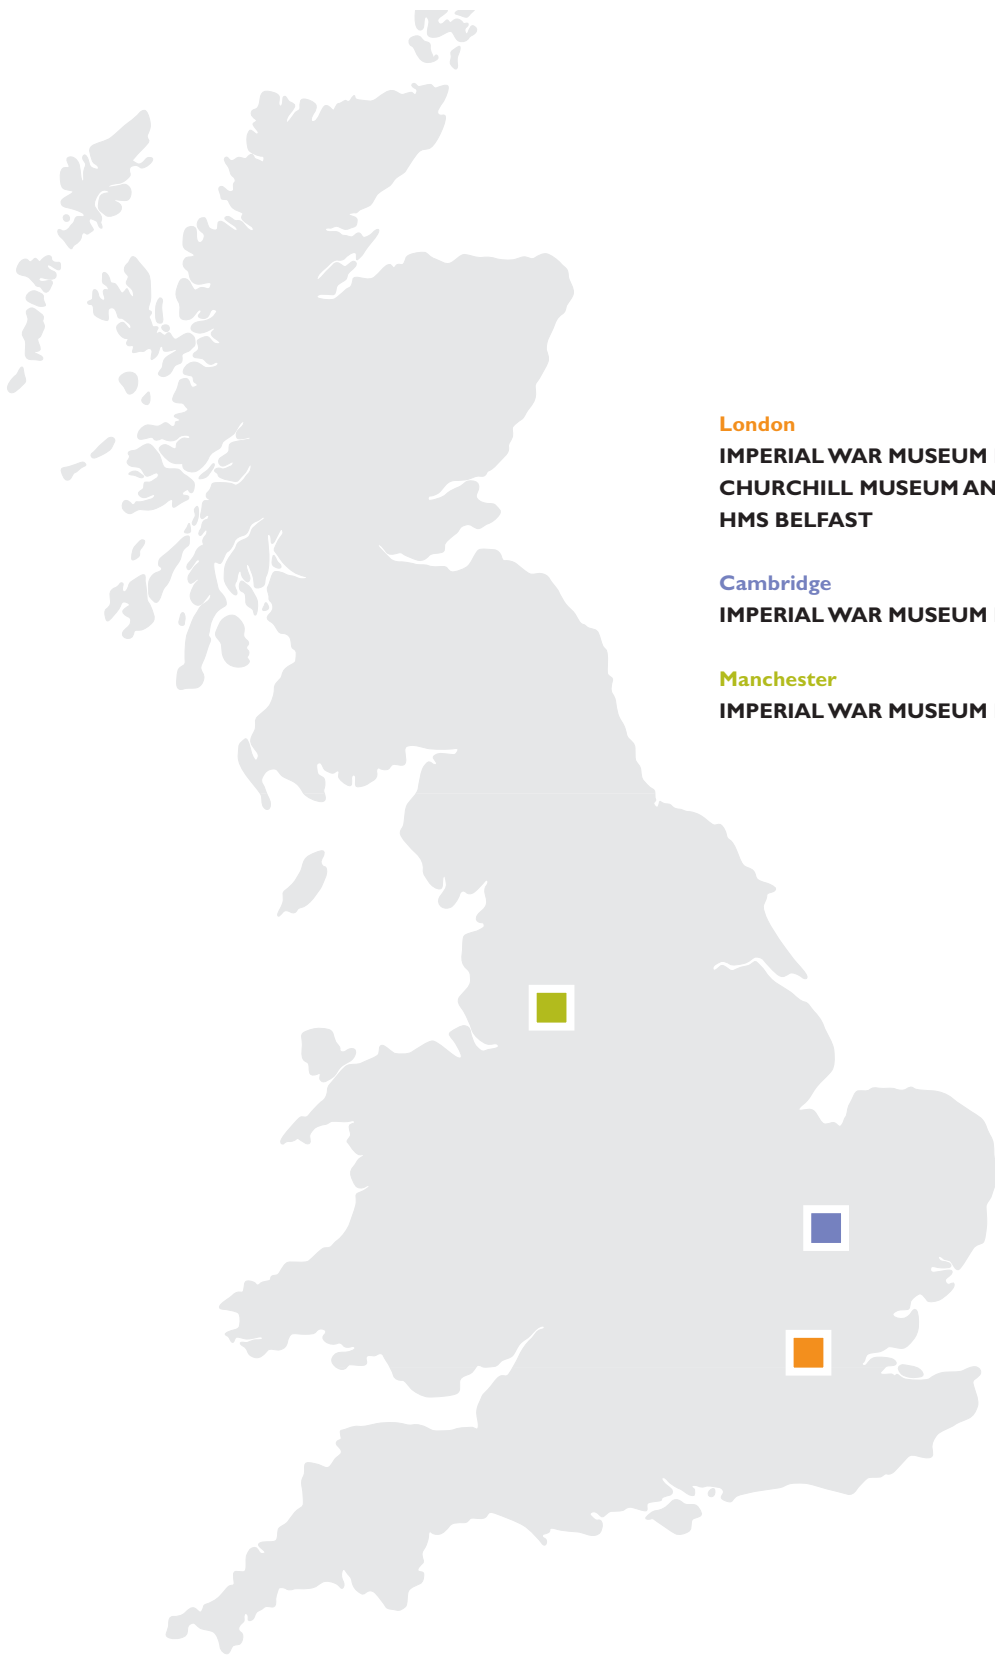 London
IMPERIAL WAR MUSEUM
CHURCHILL MUSEUM AN
HMS BELFAST
Cambridge
IMPERIAL WAR MUSEUM
Manchester
IMPERIAL WAR MUSEUM